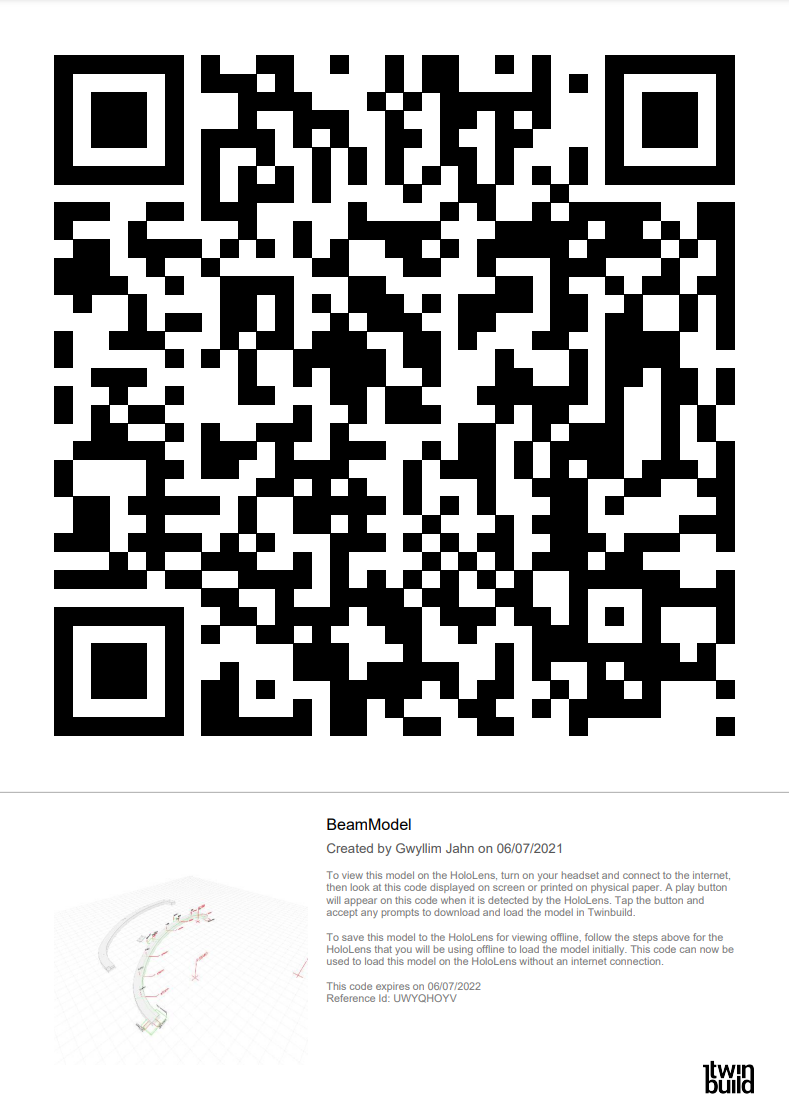 BeamModel
Created by Gwyllim Jahn on 06/07/2021
To view this model on the HoloLens, turn on your headset and connect to the internet,
then look at this code displayed on screen or printed on physical paper. A play button
will appear on this code when it is detected by the HoloLens. Tap the button and
accept any prompts to download and load the model in Twinbuild.
To save this model to the HoloLens for viewing offline, follow the steps above for the
HoloLens that you will be using offline to load the model initially. This code can now be
used to load this model on the HoloLens without an internet connection.
This code expires on 06/07/2022
Reference Id: UWYQHOYV
twin
build